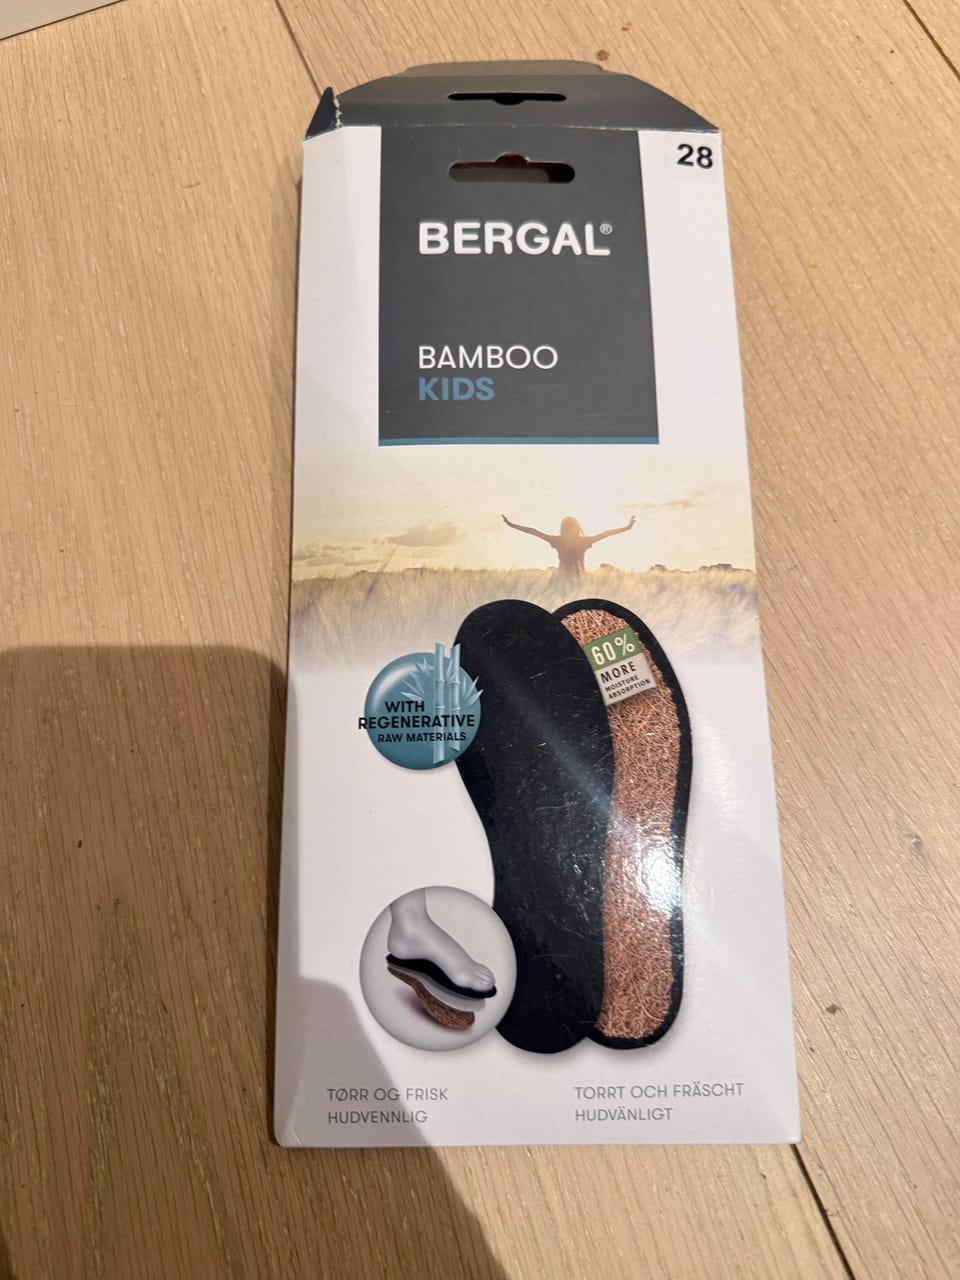 28
BERGAL®
BAMBOO
KIDS
60%
MORE
MOISTURE
ABSORPTION
WITH
REGENERATIVE
RAW MATERIALS
TØRR OG FRISK
HUDVENNLIG
TORRT OCH FRÄSCHT
HUDVÄNLIGT